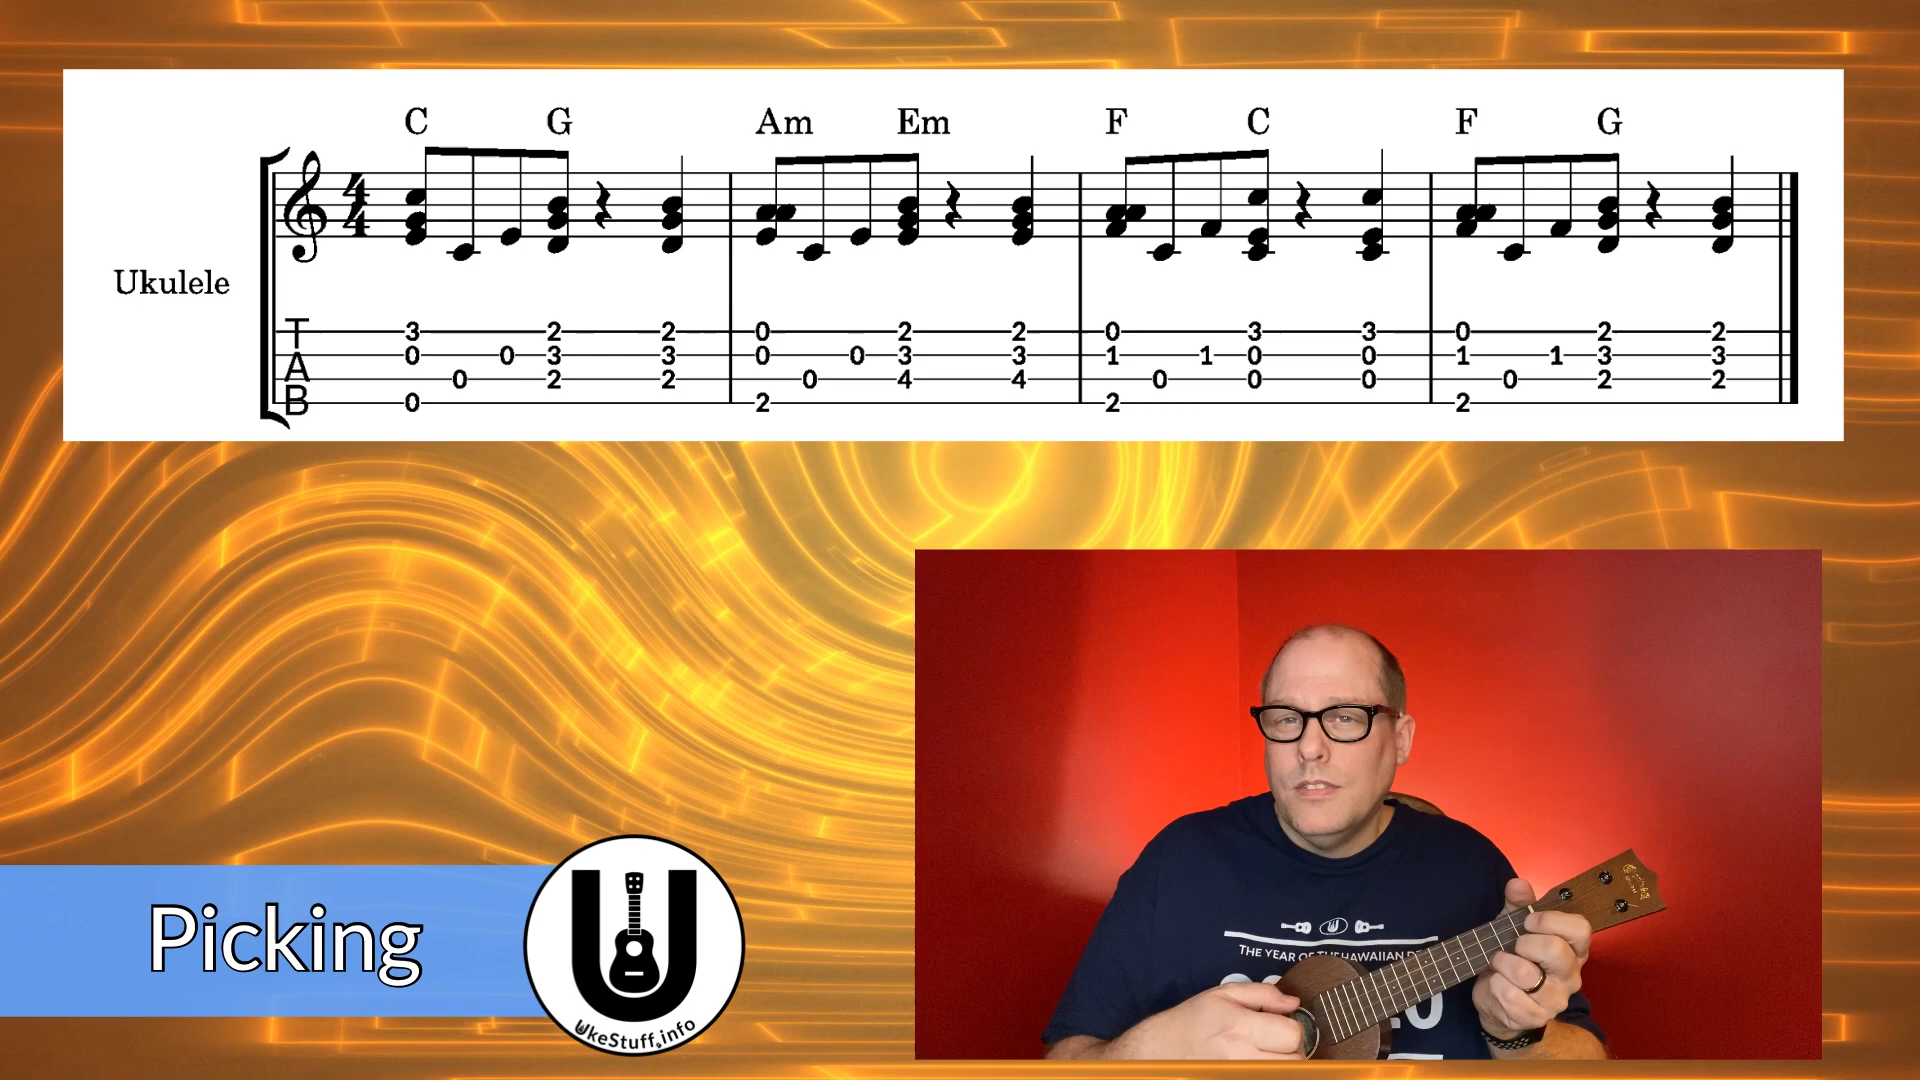 C G Am Em F C F G
4
4
Ukulele
T 3 2 2 0 2 2 0 3 3 0 2 2
A 0 0 3 3 0 0 3 3 1 1 0 0 1 1 3 3
0 2 2 0 4 4 0 0 0 0 2 2
B 0 2 2 2
Picking
UkeStuff.info
THE YEAR OF THE HAWAIIAN